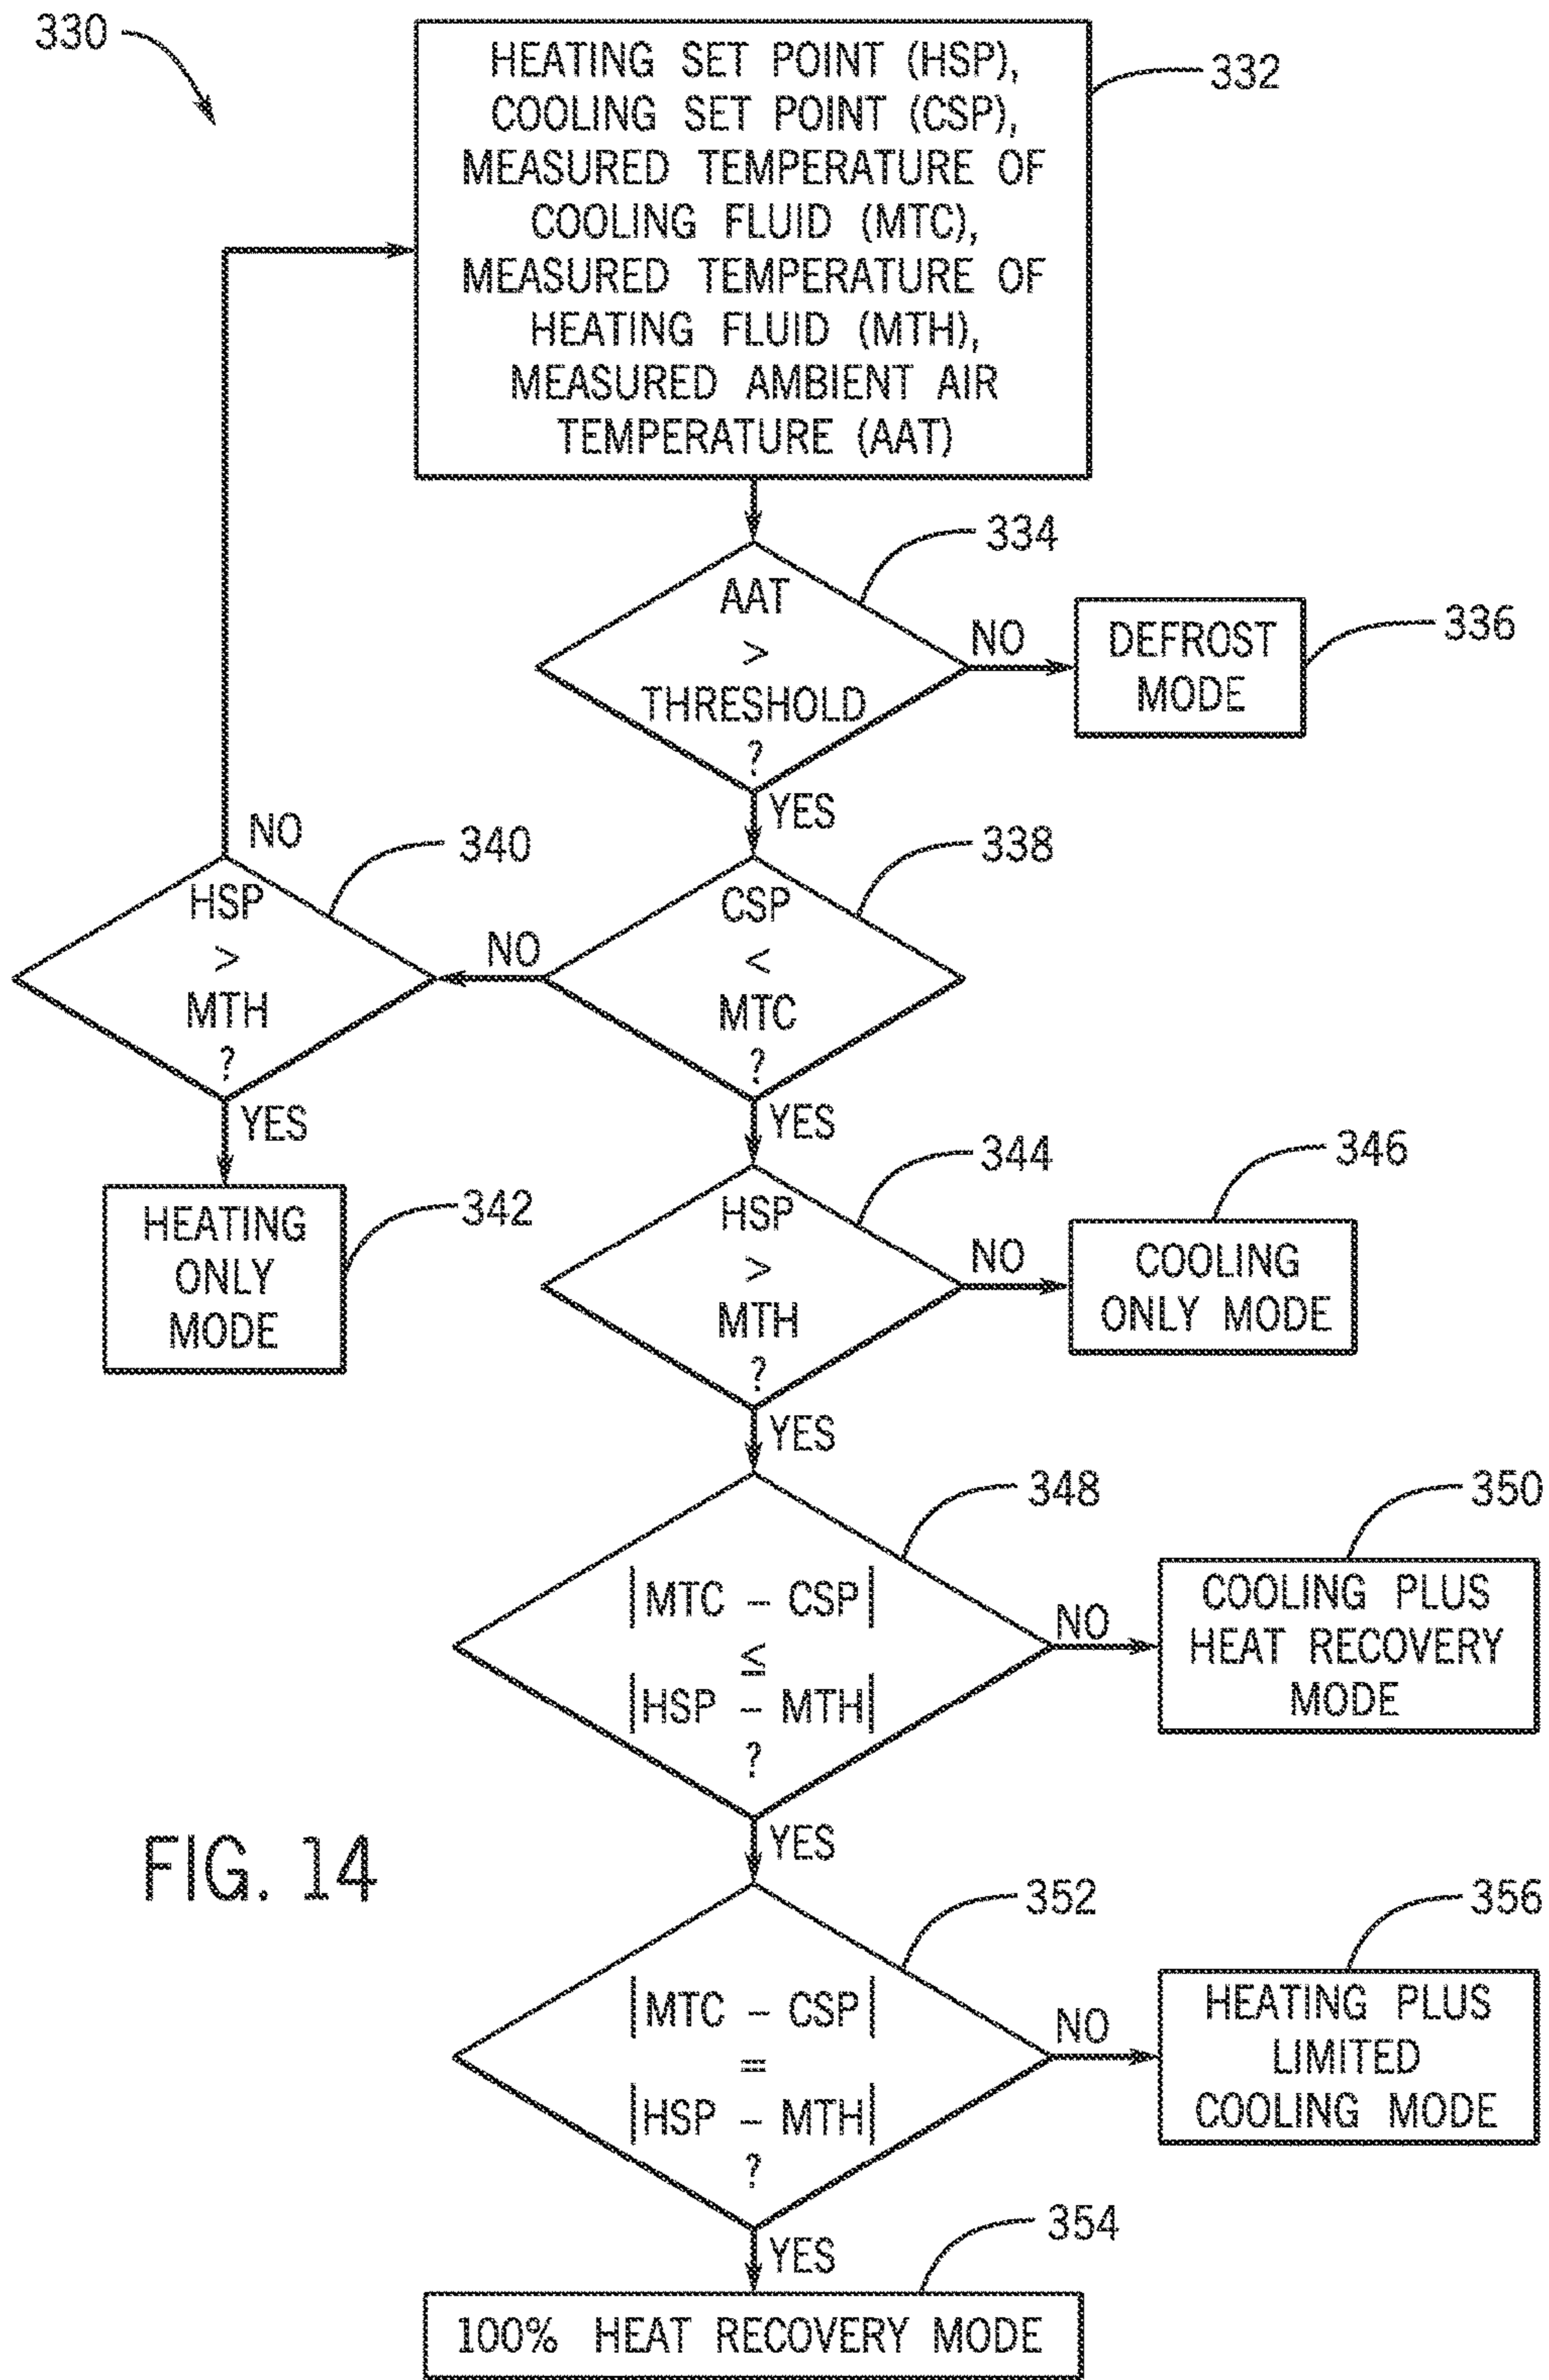 330
HEATING SET POINT (HSP),
COOLING SET POINT (CSP),
MEASURED TEMPERATURE OF
COOLING FLUID (MTC),
MEASURED TEMPERATURE OF
HEATING FLUID (MTH),
MEASURED AMBIENT AIR
TEMPERATURE (AAT)
332
AAT
>
THRESHOLD
?
334
NO
DEFROST
MODE
336
YES
CSP
<
MTC
?
338
NO
HSP
>
MTH
?
340
NO
YES
HEATING
ONLY
MODE
342
YES
HSP
>
MTH
?
344
NO
COOLING
ONLY MODE
346
YES
|MTC – CSP|
≤
|HSP – MTH|
?
348
NO
COOLING PLUS
HEAT RECOVERY
MODE
350
YES
|MTC – CSP|
=
|HSP – MTH|
?
352
NO
HEATING PLUS
LIMITED
COOLING MODE
356
YES
100% HEAT RECOVERY MODE
354
FIG. 14